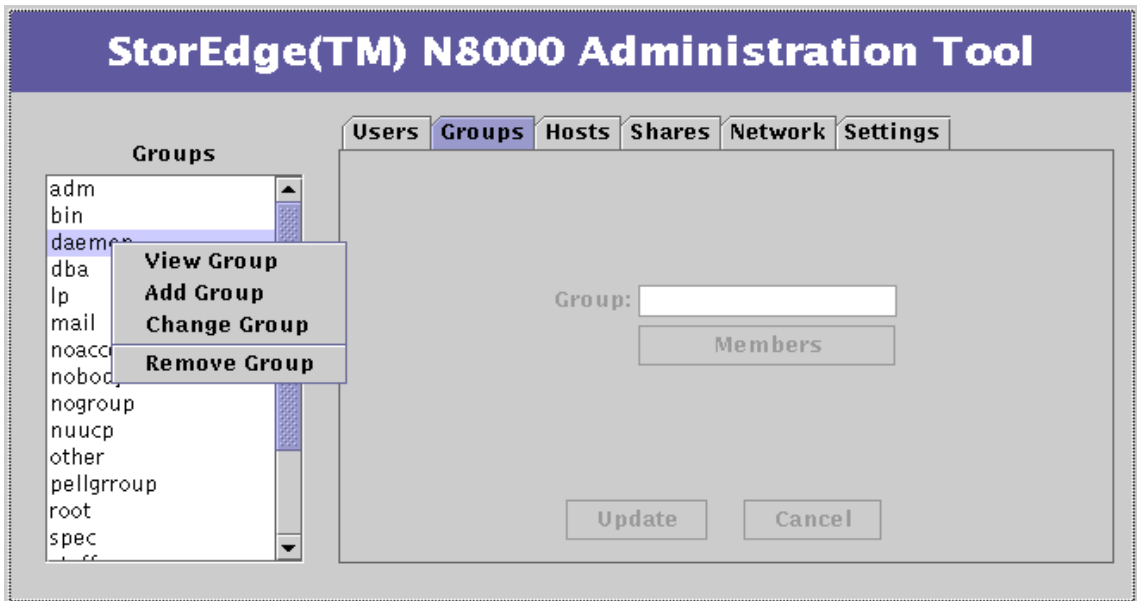 StorEdge(TM) N8000 Administration Tool
Users Groups Hosts Shares Network Settings
Groups
adm
bin
daemon
dba
lp
mail
nogroup
nuucp
other
pellgrroup
root
spec
View Group
Add Group
Change Group
Remove Group
Group:
Members
Update Cancel